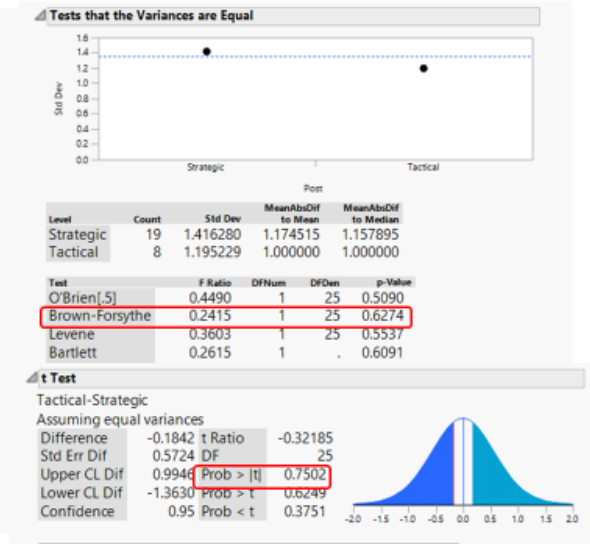 Tests that the Variances are Equal
1.6
1.4
1.2
1.0
0.8
0.6
0.4
0.2
0.0
Std Dev
Strategic Tactical
Post
Level Count Std Dev MeanAbsDif to Mean MeanAbsDif to Median
Strategic 19 1.416280 1.174515 1.157895
Tactical 8 1.195229 1.000000 1.000000
Test F Ratio DFNum DFDen p-Value
O'Brien[.5] 0.4490 1 25 0.5090
Brown-Forsythe 0.2415 1 25 0.6274
Levene 0.3603 1 25 0.5537
Bartlett 0.2615 1 . 0.6091
t Test
Tactical-Strategic
Assuming equal variances
Difference -0.1842 t Ratio -0.32185
Std Err Dif 0.5724 DF 25
Upper CL Dif 0.9946 Prob > |t| 0.7502
Lower CL Dif -1.3630 Prob > t 0.6249
Confidence 0.95 Prob < t 0.3751
-2.0 -1.5 -1.0 -0.5 0.0 0.5 1.0 1.5 2.0